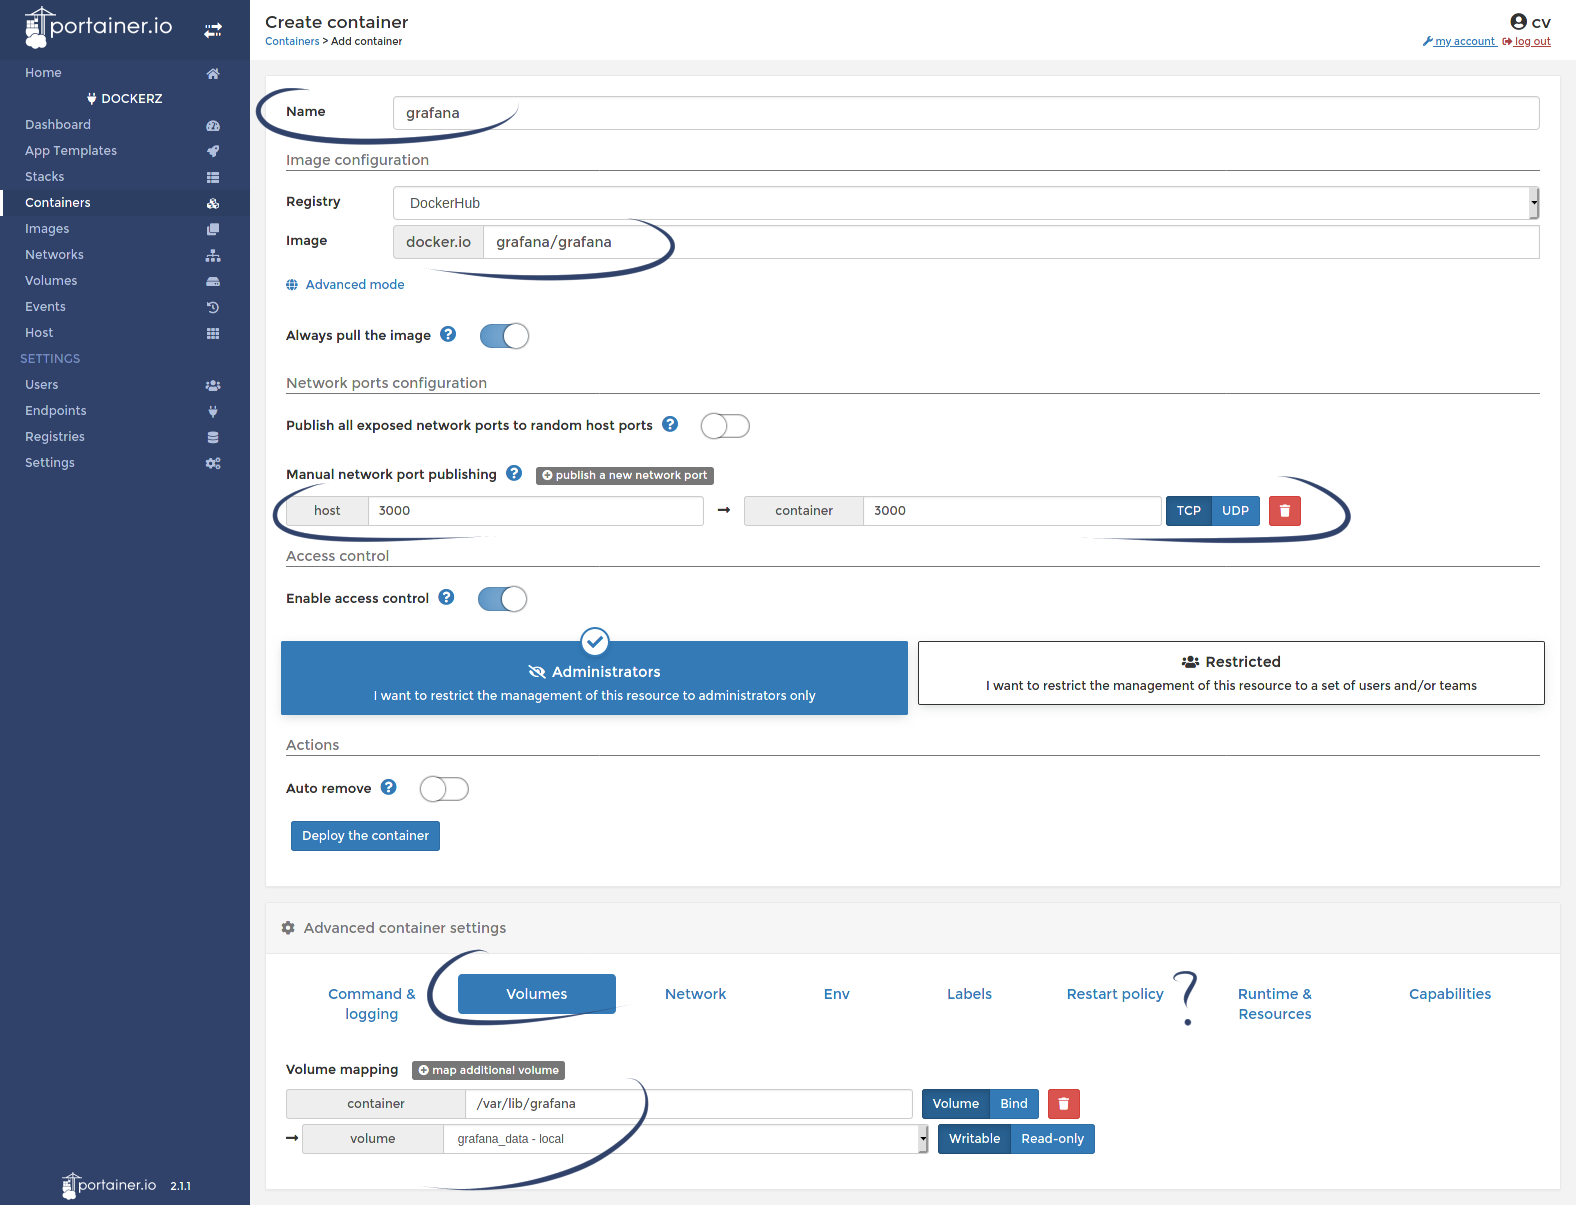 portainer.io
Home
DOCKERZ
Dashboard
App Templates
Stacks
Containers
Images
Networks
Volumes
Events
Host
SETTINGS
Users
Endpoints
Registries
Settings
portainer.io 2.1.1
Create container
Containers > Add container
cv
my account log out
Name grafana
Image configuration
Registry DockerHub
Image docker.io grafana/grafana
Advanced mode
Always pull the image ?
Network ports configuration
Publish all exposed network ports to random host ports ?
Manual network port publishing ? publish a new network port
host 3000 → container 3000 TCP UDP
Access control
Enable access control ?
Administrators
I want to restrict the management of this resource to administrators only
Restricted
I want to restrict the management of this resource to a set of users and/or teams
Actions
Auto remove ?
Deploy the container
Advanced container settings
Command & logging
Volumes
Network
Env
Labels
Restart policy ?
Runtime & Resources
Capabilities
Volume mapping map additional volume
container /var/lib/grafana Volume Bind
→ volume grafana_data - local Writable Read-only